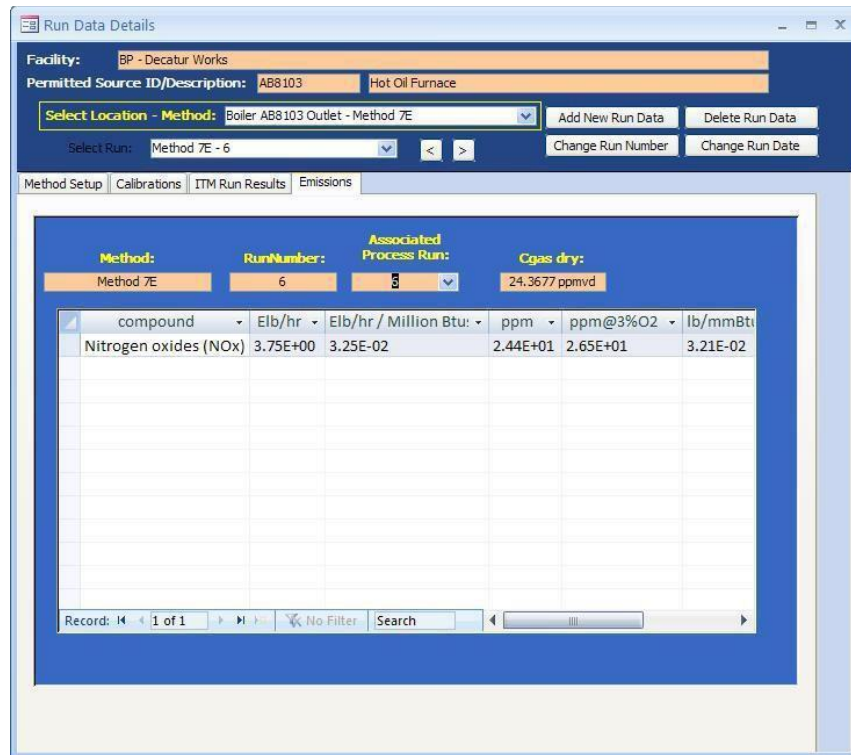 Run Data Details
Facility: BP - Decatur Works
Permitted Source ID/Description: AB8103 Hot Oil Furnace
Select Location - Method: Boiler AB8103 Outlet - Method 7E Add New Run Data Delete Run Data
Select Run: Method 7E - 6 < > Change Run Number Change Run Date
Method Setup Calibrations ITM Run Results Emissions
Method: RunNumber: Associated Process Run: Cgas dry:
Method 7E 6 6 24.3677 ppmvd
compound Elb/hr Elb/hr / Million Btu: ppm ppm@3%O2 lb/mmBtu
Nitrogen oxides (NOx) 3.75E+00 3.25E-02 2.44E+01 2.65E+01 3.21E-02
Record: 1 of 1 No Filter Search